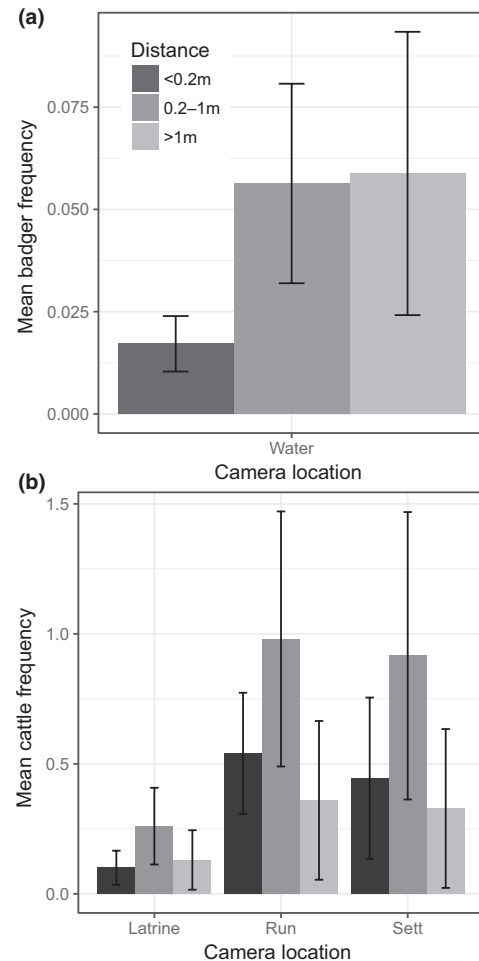 (a)
Distance
<0.2m
0.2–1m
>1m
0.075
0.050
0.025
0.000
Mean badger frequency
Water
Camera location
(b)
1.5
1.0
0.5
0.0
Mean cattle frequency
Latrine Run Sett
Camera location